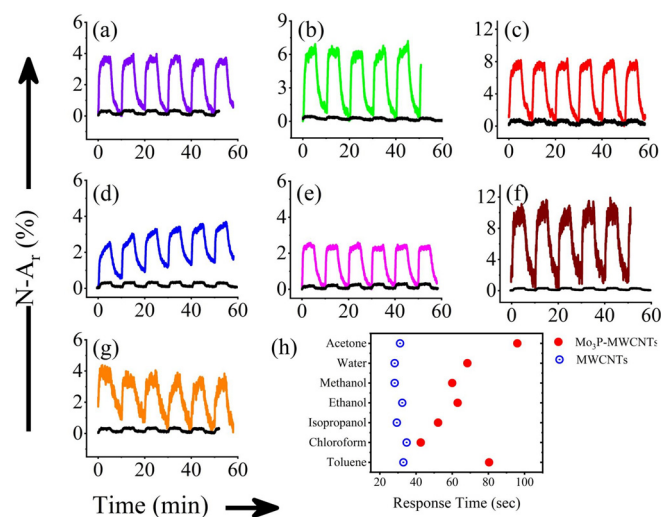 (a)
6
4
2
0
0 20 40 60
(b)
9
6
3
0
0 20 40 60
(c)
12
8
4
0
0 20 40 60
(d)
6
4
2
0
0 20 40 60
(e)
6
4
2
0
0 20 40 60
(f)
12
8
4
0
0 20 40 60
(g)
6
4
2
0
0 20 40 60
N-Ar (%)
Time (min)
(h)
Acetone
Water
Methanol
Ethanol
Isopropanol
Chloroform
Toluene
20 40 60 80 100
Response Time (sec)
Mo3P-MWCNTs
MWCNTs